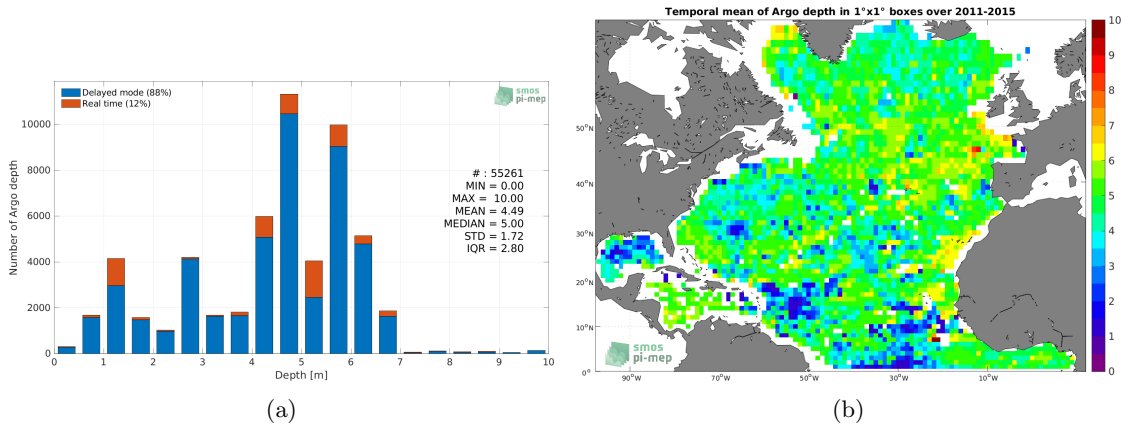 Delayed mode (88%)
Real time (12%)
smos
pi-mep
Number of Argo depth
10000
8000
6000
4000
2000
0
# : 55261
MIN = 0.00
MAX = 10.00
MEAN = 4.49
MEDIAN = 5.00
STD = 1.72
IQR = 2.80
0 1 2 3 4 5 6 7 8 9 10
Depth [m]
(a)
Temporal mean of Argo depth in 1°x1° boxes over 2011-2015
50°N
40°N
30°N
20°N
10°N
0°
90°W 70°W 50°W 30°W 10°W
smos
pi-mep
10
9
8
7
6
5
4
3
2
1
0
(b)